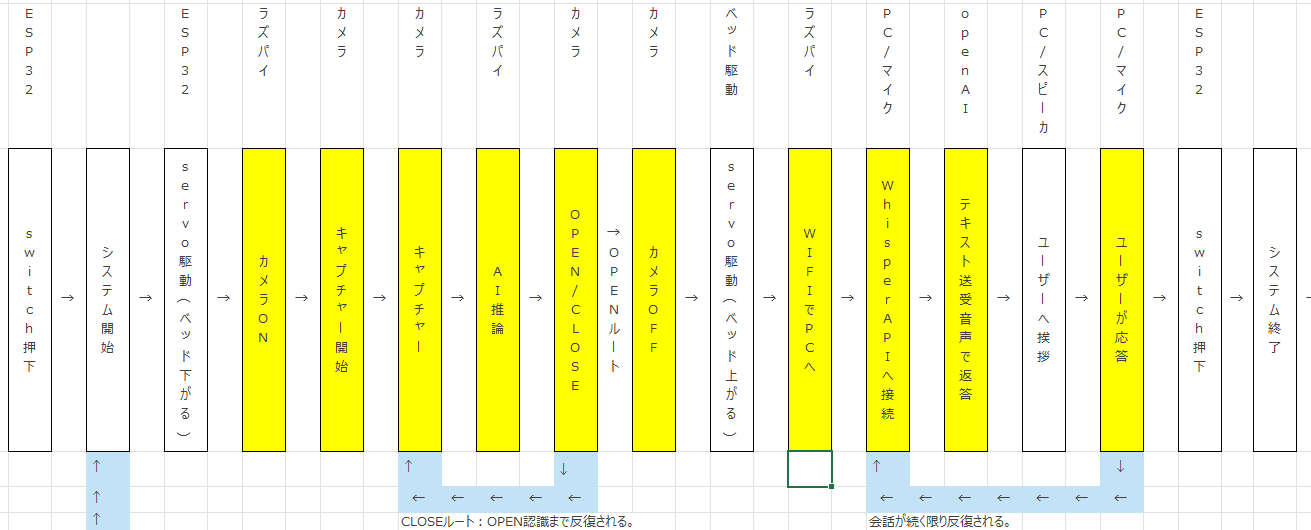 ESP32
ESP32
ラズパイ
カメラ
カメラ
ラズパイ
カメラ
カメラ
ベッド駆動
ラズパイ
PC/マイク
openAI
PC/スピーカ
PC/マイク
ESP32
switch押下
→
システム開始
→
servo駆動(ベッド下がる)
→
カメラON
→
キャプチャー開始
→
キャプチャー
→
AI推論
→
OPEN/CLOSE
→OPENルート
カメラOFF
→
servo駆動(ベッド上がる)
→
WIFIでPCへ
→
WhisperAPIへ接続
→
テキスト送受音声で返答
→
ユーザーへ挨拶
→
ユーザーが応答
→
switch押下
→
システム終了
→
↑ ↑ ↓ ↑ ↓
↑ ← ← ← ← ← ← ← ← ← ← ←
↑
CLOSEルート：OPEN認識まで反復される。
会話が続く限り反復される。